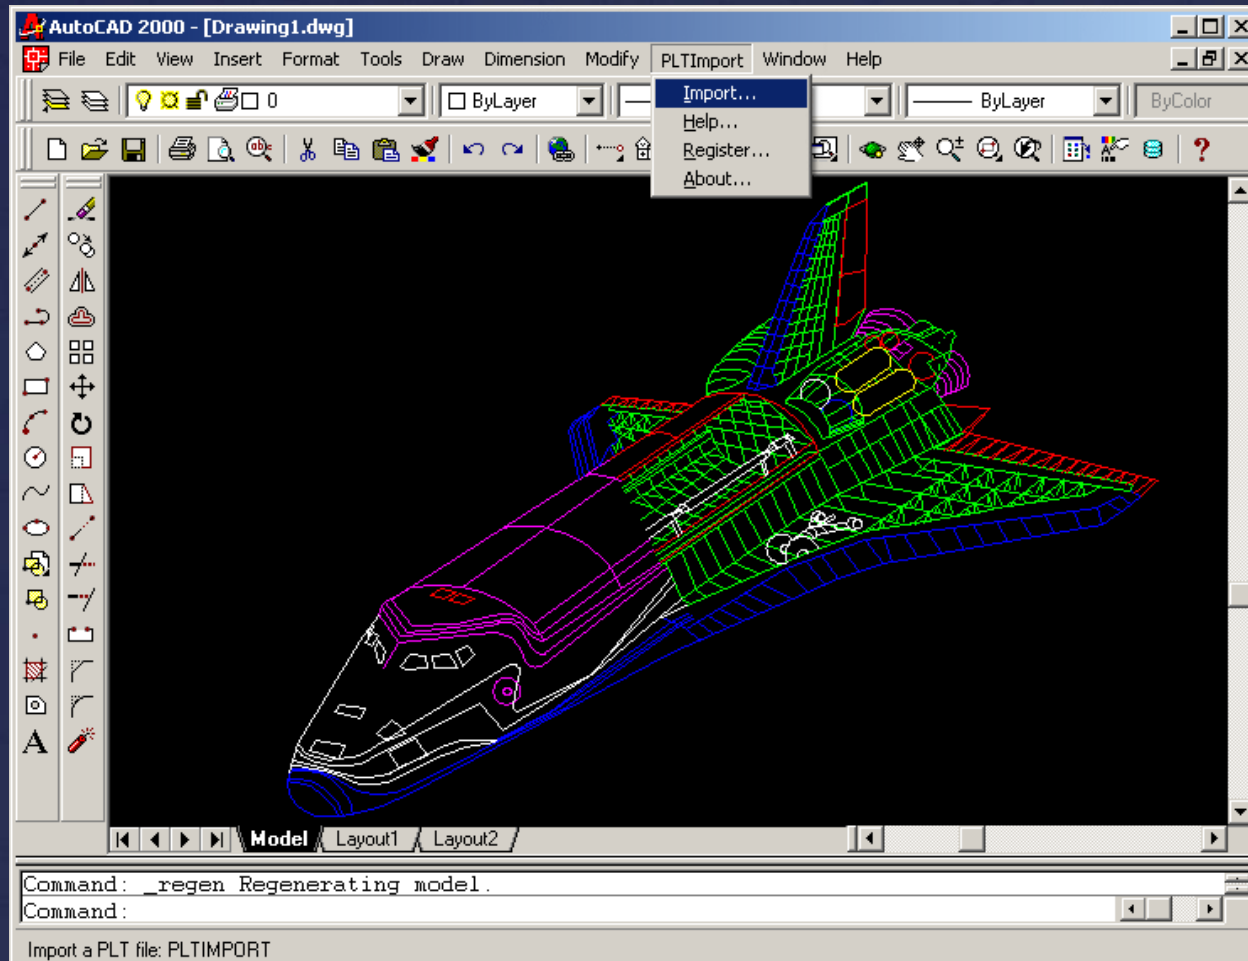 AutoCAD 2000 - [Drawing1.dwg]
File Edit View Insert Format Tools Draw Dimension Modify PLTImport Window Help
0 ByLayer ByLayer ByColor
Import...
Help...
Register...
About...
A
Model Layout1 Layout2
Command: _regen Regenerating model.
Command:
Import a PLT file: PLTIMPORT